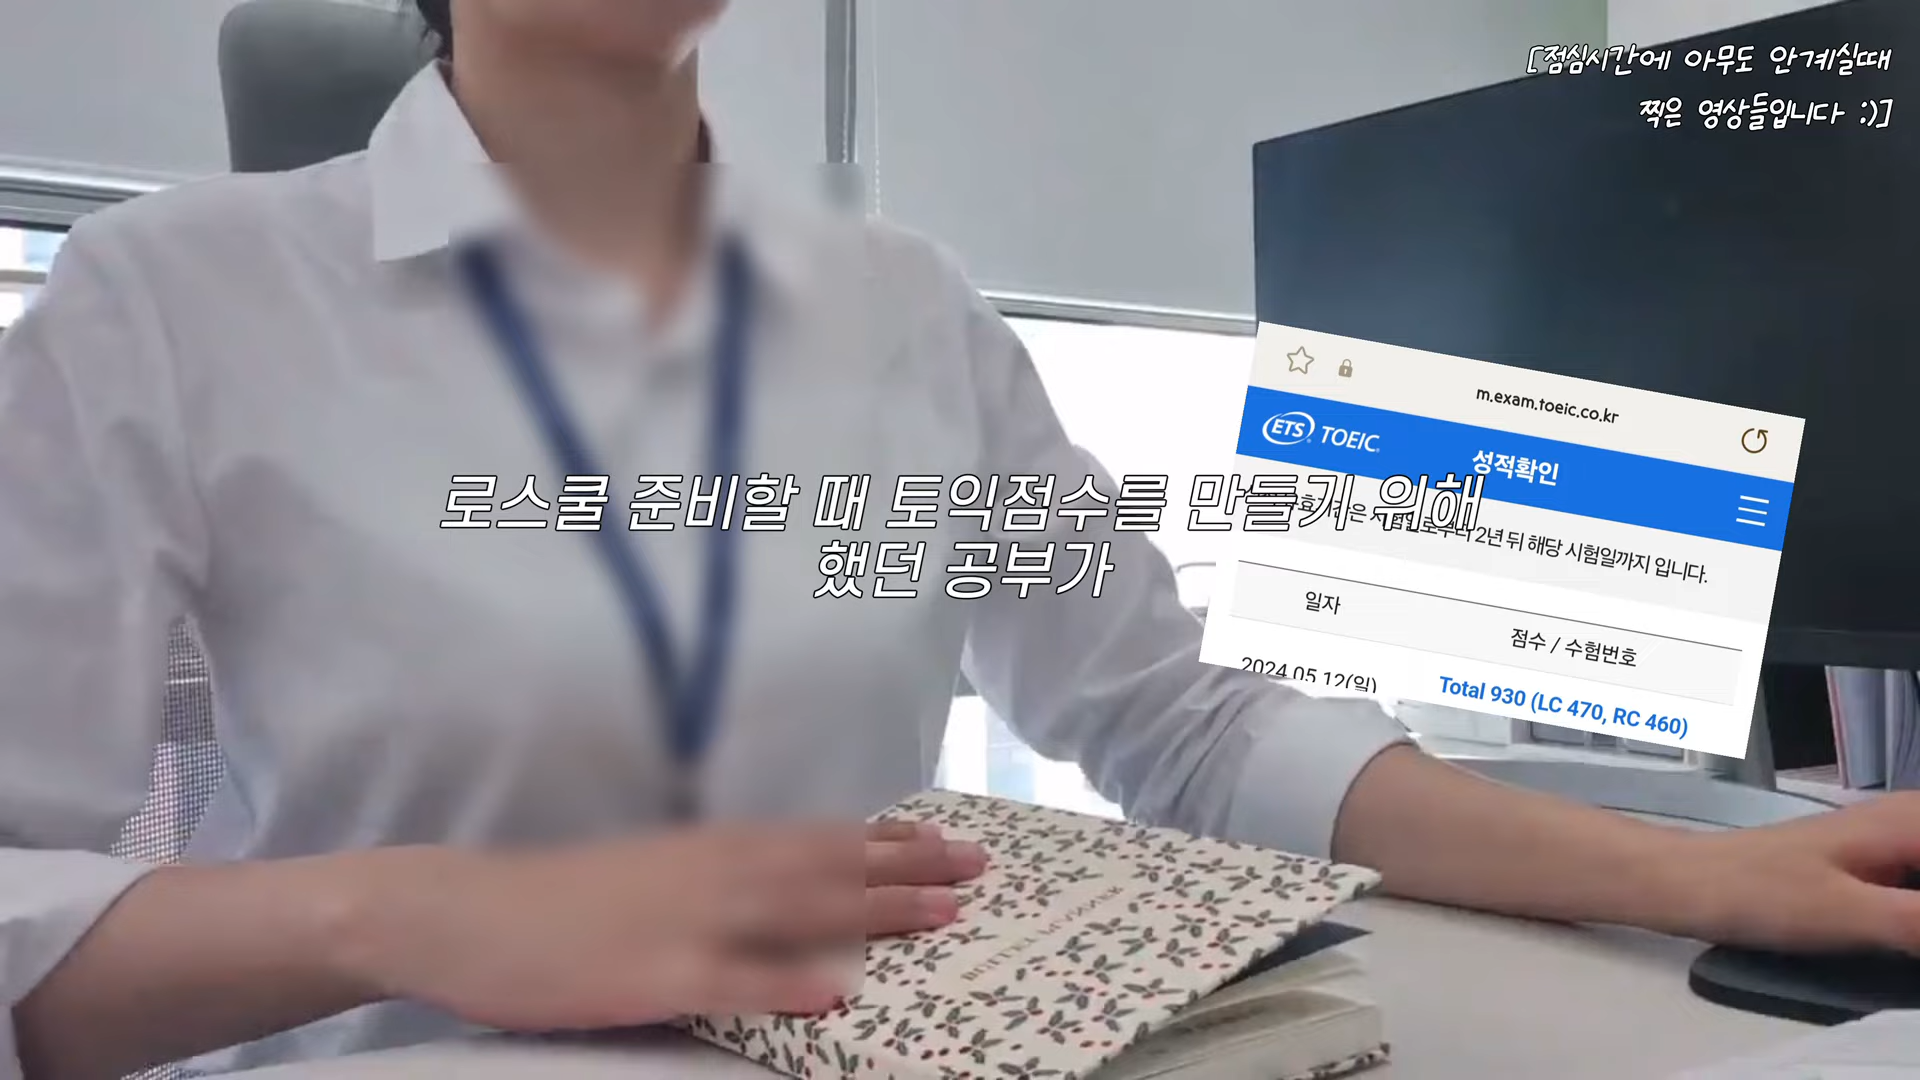 [점심시간에 아무도 안계실때
찍은 영상들입니다 :)]
m.exam.toeic.co.kr
ETS TOEIC
성적확인
로스쿨 준비할 때 토익점수를 만들기 위해
했던 공부가
2년 뒤 해당 시험일까지 입니다.
일자
점수 / 수험번호
2024.05.12(일)
Total 930 (LC 470, RC 460)